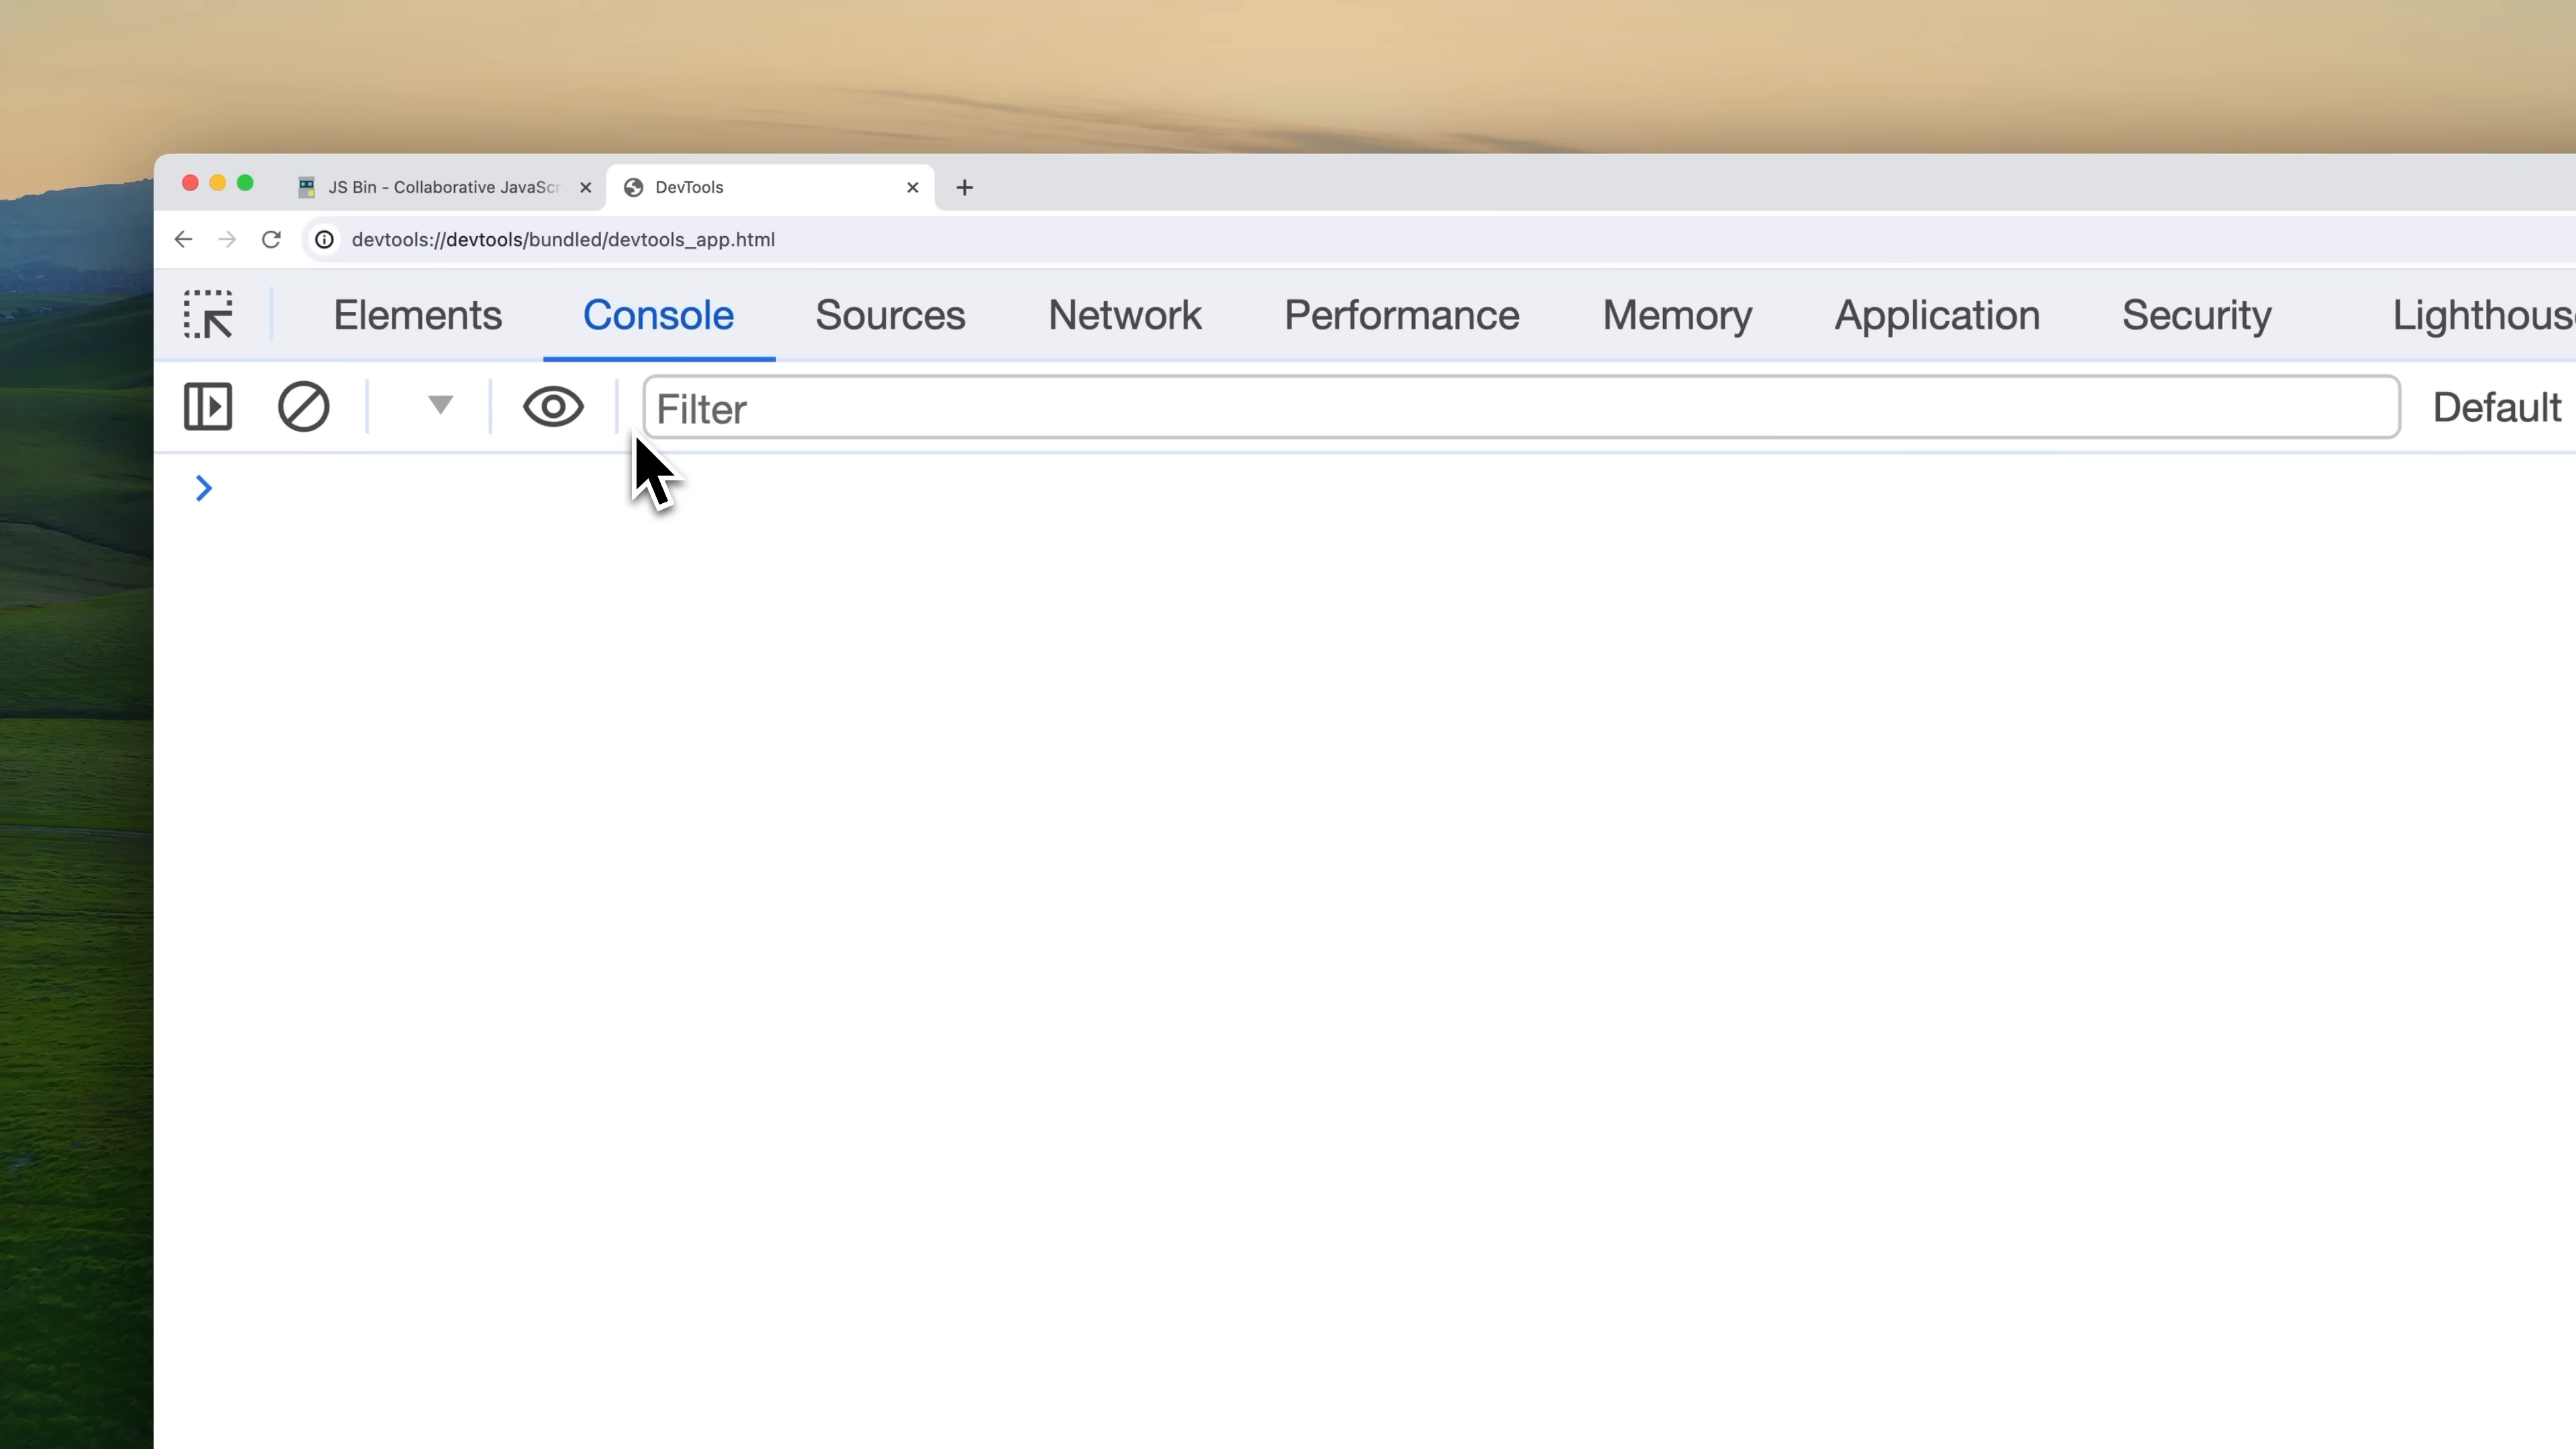 JS Bin - Collaborative JavaScr
DevTools
devtools://devtools/bundled/devtools_app.html
Elements Console Sources Network Performance Memory Application Security Lighthouse
Filter
Default